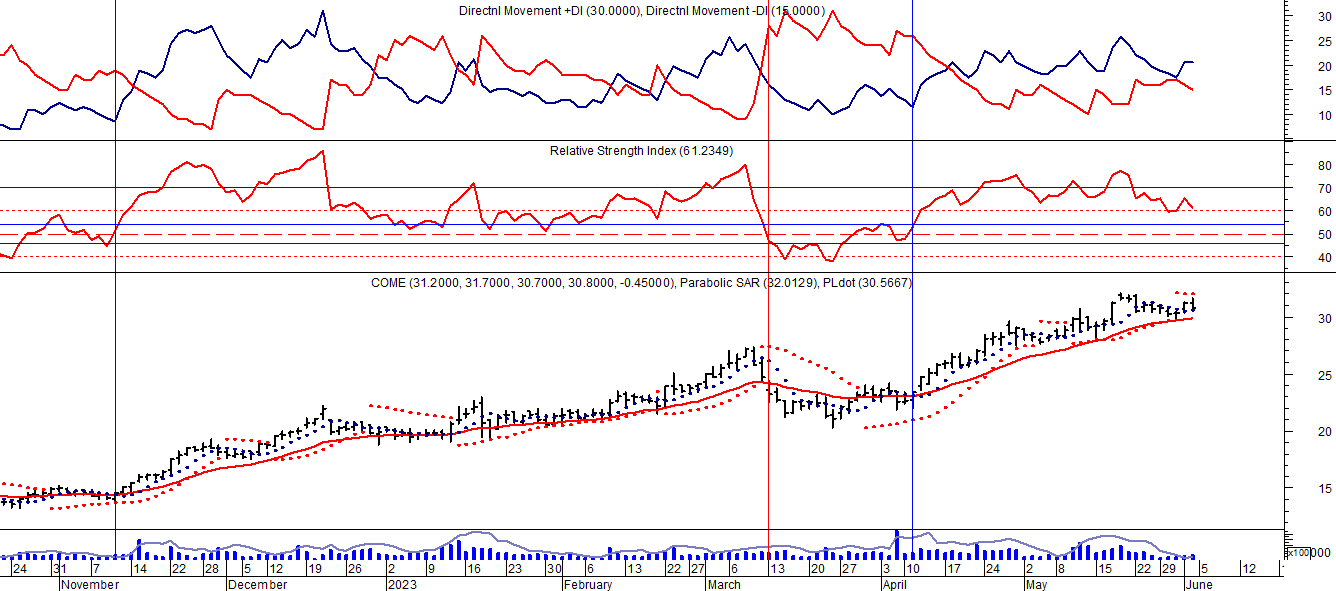 Directnl Movement +DI (30.0000), Directnl Movement -DI (15.0000)
30
25
20
15
10
Relative Strength Index (61.2349)
80
70
60
50
40
COME (31.2000, 31.7000, 30.7000, 30.8000, -0.45000), Parabolic SAR (32.0129), PLdot (30.5667)
30
25
20
15
x100 000
24 31 7 14 22 28 5 12 19 26 2 9 16 23 30 6 13 22 27 6 13 20 27 3 10 17 24 2 8 15 22 29 5 12 1
November December 2023 February March April May June